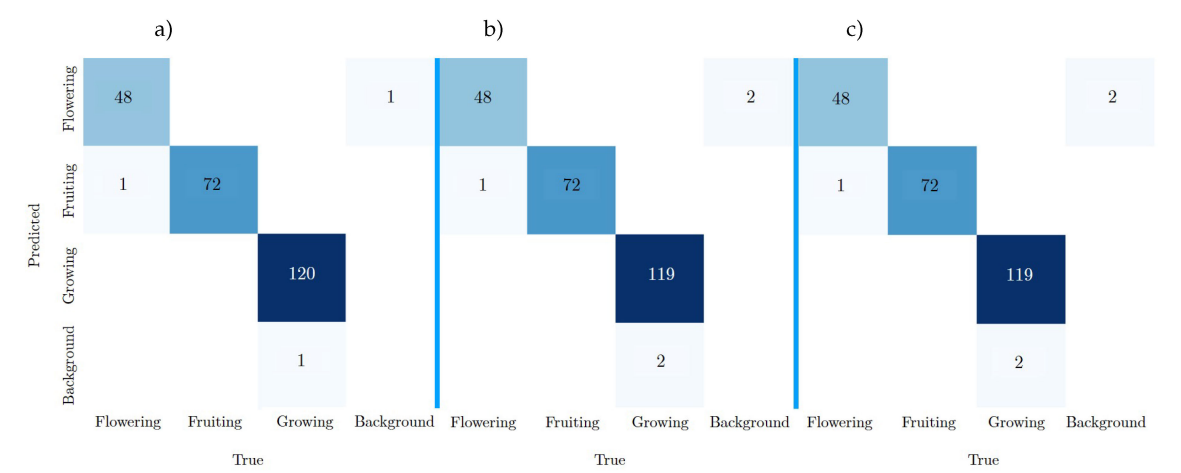 a) b) c)
Predicted
Flowering 48 1 48 2 48 2
Fruiting 1 72 1 72 1 72
Growing 120 119 119
Background 1 2 2
Flowering Fruiting Growing Background Flowering Fruiting Growing Background Flowering Fruiting Growing Background
True True True